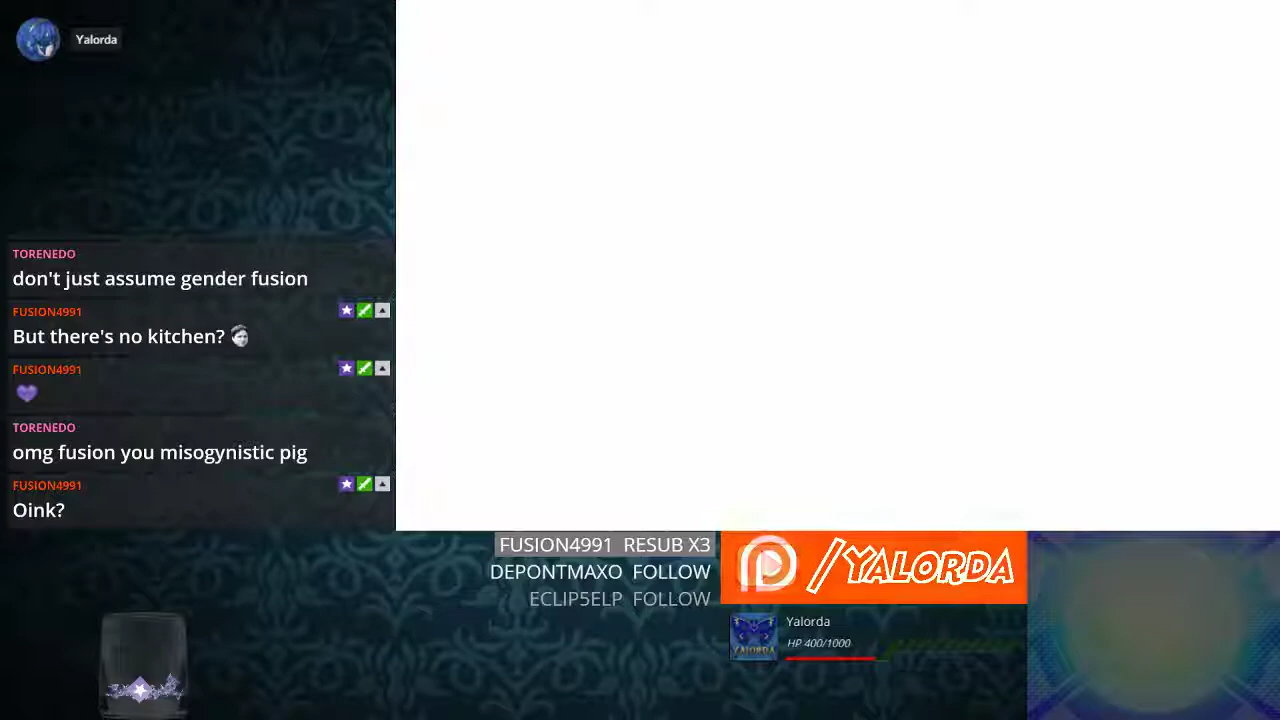 Yalorda
TORENEDO
don't just assume gender fusion
FUSION4991
But there's no kitchen?
FUSION4991
TORENEDO
omg fusion you misogynistic pig
FUSION4991
Oink?
FUSION4991 RESUB X3
DEPONTMAXO FOLLOW
ECLIP5ELP FOLLOW
/YALORDA
Yalorda
HP 400/1000
YALORDA